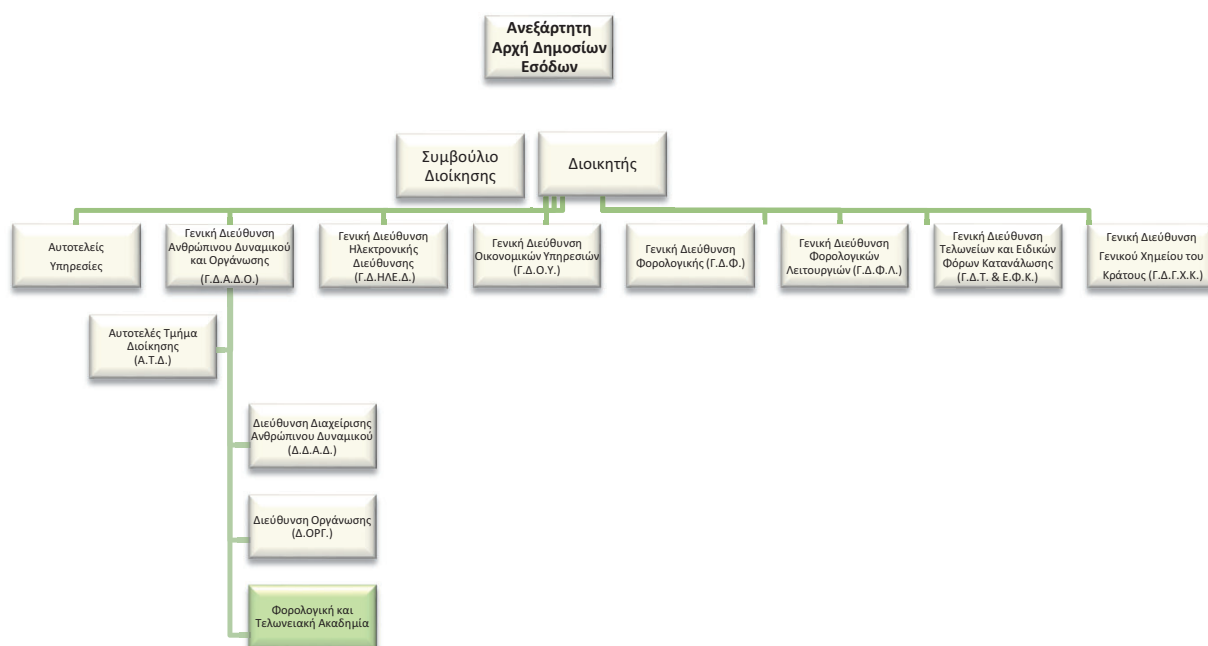 Ανεξάρτητη
Αρχή Δημοσίων
Εσόδων
Συμβούλιο
Διοίκησης
Διοικητής
Αυτοτελείς
Υπηρεσίες
Γενική Διεύθυνση
Ανθρώπινου Δυναμικού
και Οργάνωσης
(Γ.Δ.Α.Δ.Ο.)
Γενική Διεύθυνση
Ηλεκτρονικής
Διεύθυνσης
(Γ.Δ.ΗΛΕ.Δ.)
Γενική Διεύθυνση
Οικονομικών Υπηρεσιών
(Γ.Δ.Ο.Υ.)
Γενική Διεύθυνση
Φορολογικής (Γ.Δ.Φ.)
Γενική Διεύθυνση
Φορολογικών
Λειτουργιών (Γ.Δ.Φ.Λ.)
Γενική Διεύθυνση
Τελωνείων και Ειδικών
Φόρων Κατανάλωσης
(Γ.Δ.Τ. & Ε.Φ.Κ.)
Γενική Διεύθυνση
Γενικού Χημείου του
Κράτους (Γ.Δ.Γ.Χ.Κ.)
Αυτοτελές Τμήμα
Διοίκησης
(Α.Τ.Δ.)
Διεύθυνση Διαχείρισης
Ανθρώπινου Δυναμικού
(Δ.Δ.Α.Δ.)
Διεύθυνση Οργάνωσης
(Δ.ΟΡΓ.)
Φορολογική και
Τελωνειακή Ακαδημία